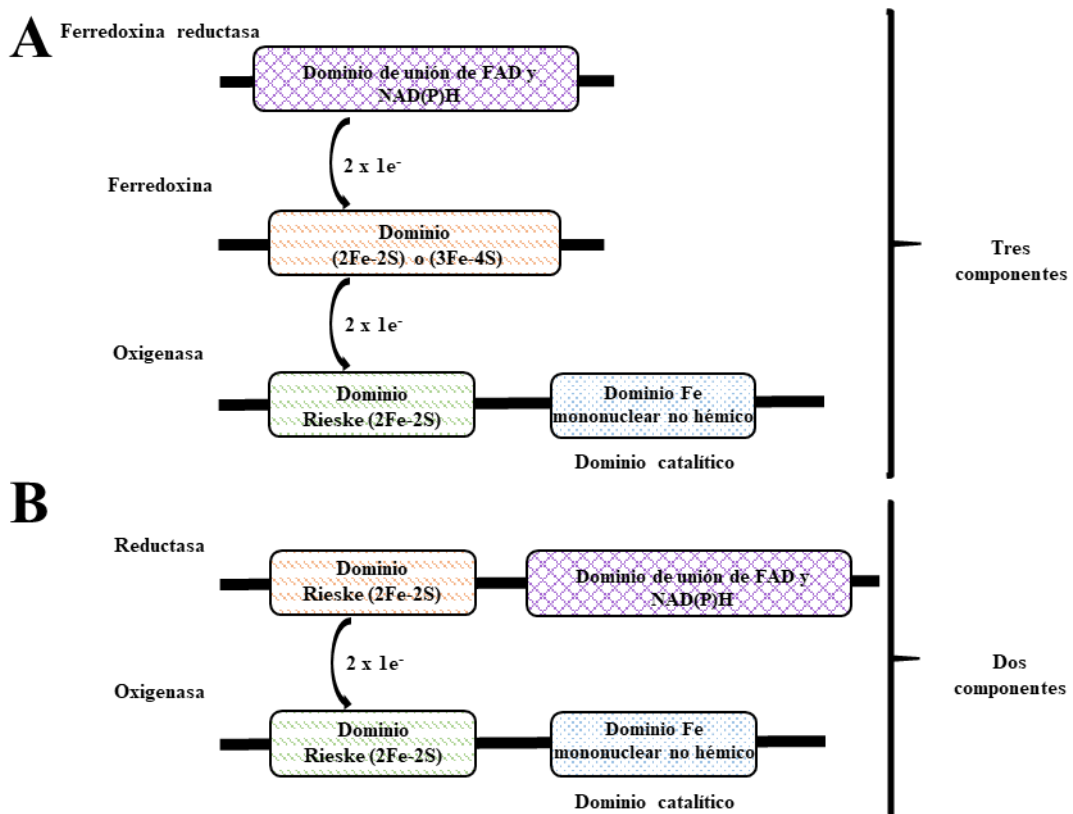 A
Ferredoxina reductasa
Dominio de unión de FAD y
NAD(P)H
2 x 1e-
Ferredoxina
Dominio
(2Fe-2S) o (3Fe-4S)
2 x 1e-
Oxigenasa
Dominio
Rieske (2Fe-2S)
Dominio Fe
mononuclear no hémico
Dominio catalítico
Tres
componentes
B
Reductasa
Dominio
Rieske (2Fe-2S)
Dominio de unión de FAD y
NAD(P)H
2 x 1e-
Oxigenasa
Dominio
Rieske (2Fe-2S)
Dominio Fe
mononuclear no hémico
Dominio catalítico
Dos
componentes